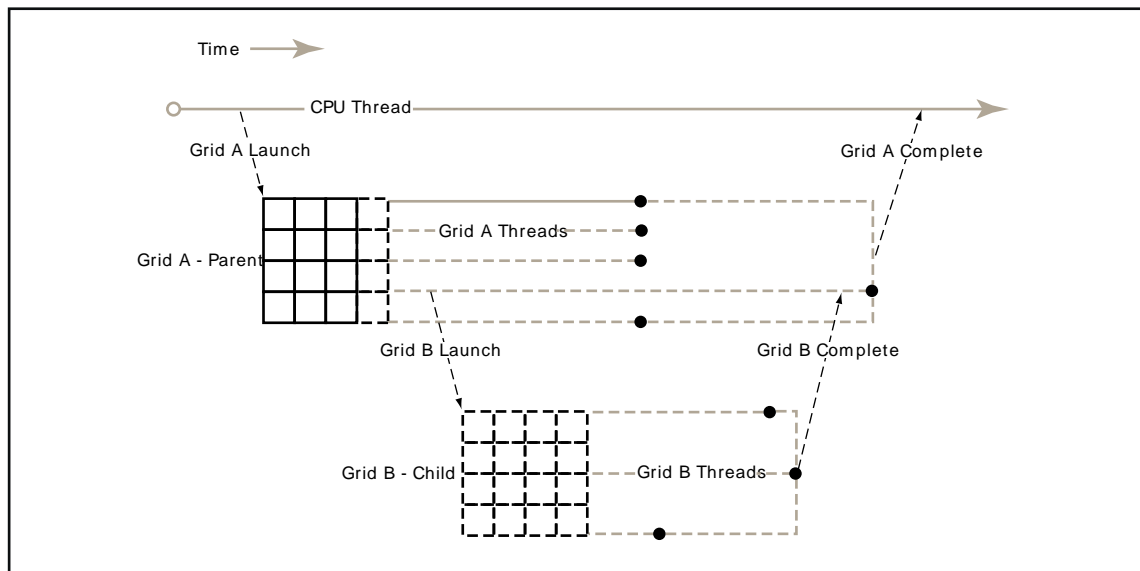 Time
CPU Thread
Grid A Launch
Grid A Complete
Grid A Threads
Grid A - Parent
Grid B Launch
Grid B Complete
Grid B - Child
Grid B Threads